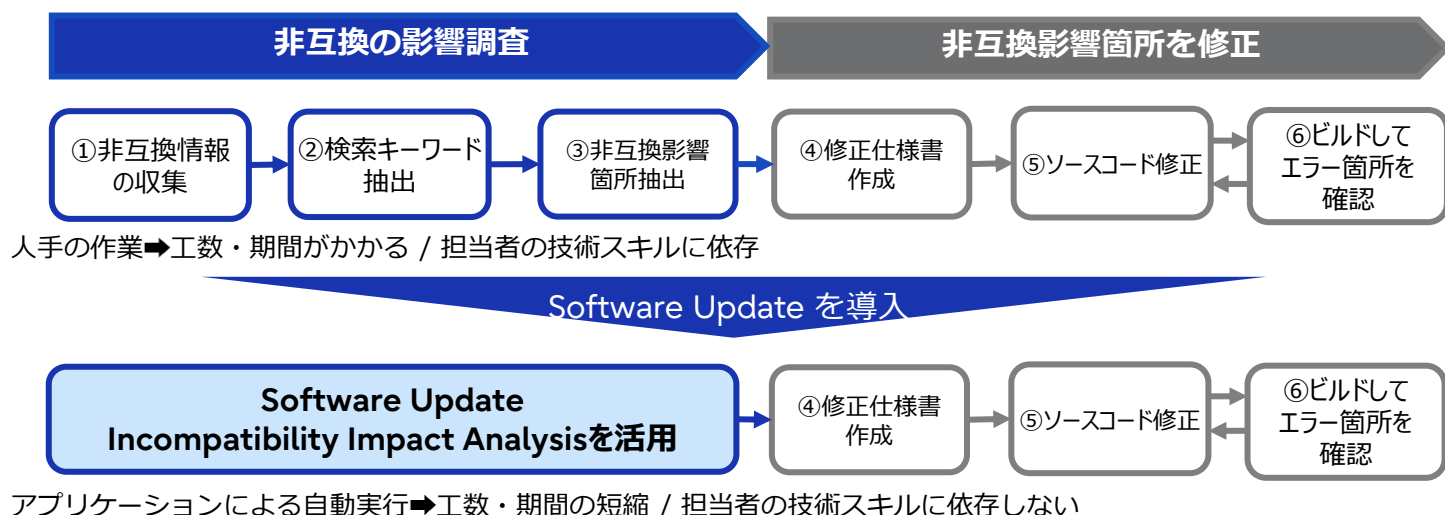 非互換の影響調査
非互換影響箇所を修正
①非互換情報
の収集
②検索キーワード
抽出
③非互換影響
箇所抽出
④修正仕様書
作成
⑤ソースコード修正
⑥ビルドして
エラー箇所を
確認
人手の作業➡工数・期間がかかる / 担当者の技術スキルに依存
Software Update を導入
Software Update
Incompatibility Impact Analysisを活用
④修正仕様書
作成
⑤ソースコード修正
⑥ビルドして
エラー箇所を
確認
アプリケーションによる自動実行➡工数・期間の短縮 / 担当者の技術スキルに依存しない